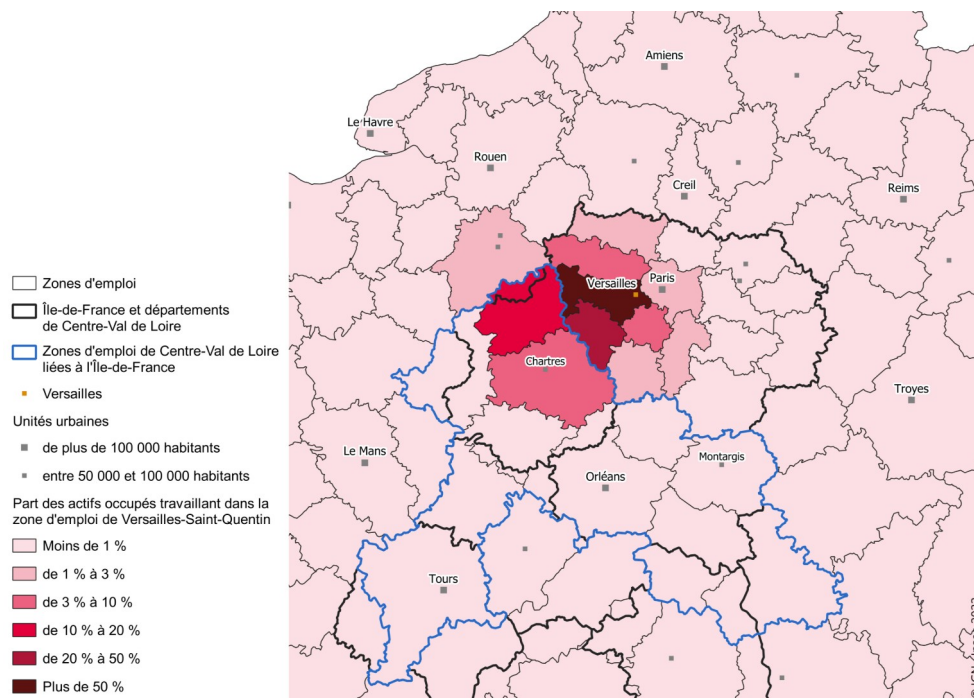 Amiens
Le Havre
Rouen
Creil
Reims
Versailles
Paris
Chartres
Troyes
Le Mans
Montargis
Orléans
Tours
Zones d'emploi
Île-de-France et départements
de Centre-Val de Loire
Zones d'emploi de Centre-Val de Loire
liées à l'Île-de-France
Versailles
Unités urbaines
de plus de 100 000 habitants
entre 50 000 et 100 000 habitants
Part des actifs occupés travaillant dans la
zone d'emploi de Versailles-Saint-Quentin
Moins de 1 %
de 1 % à 3 %
de 3 % à 10 %
de 10 % à 20 %
de 20 % à 50 %
Plus de 50 %